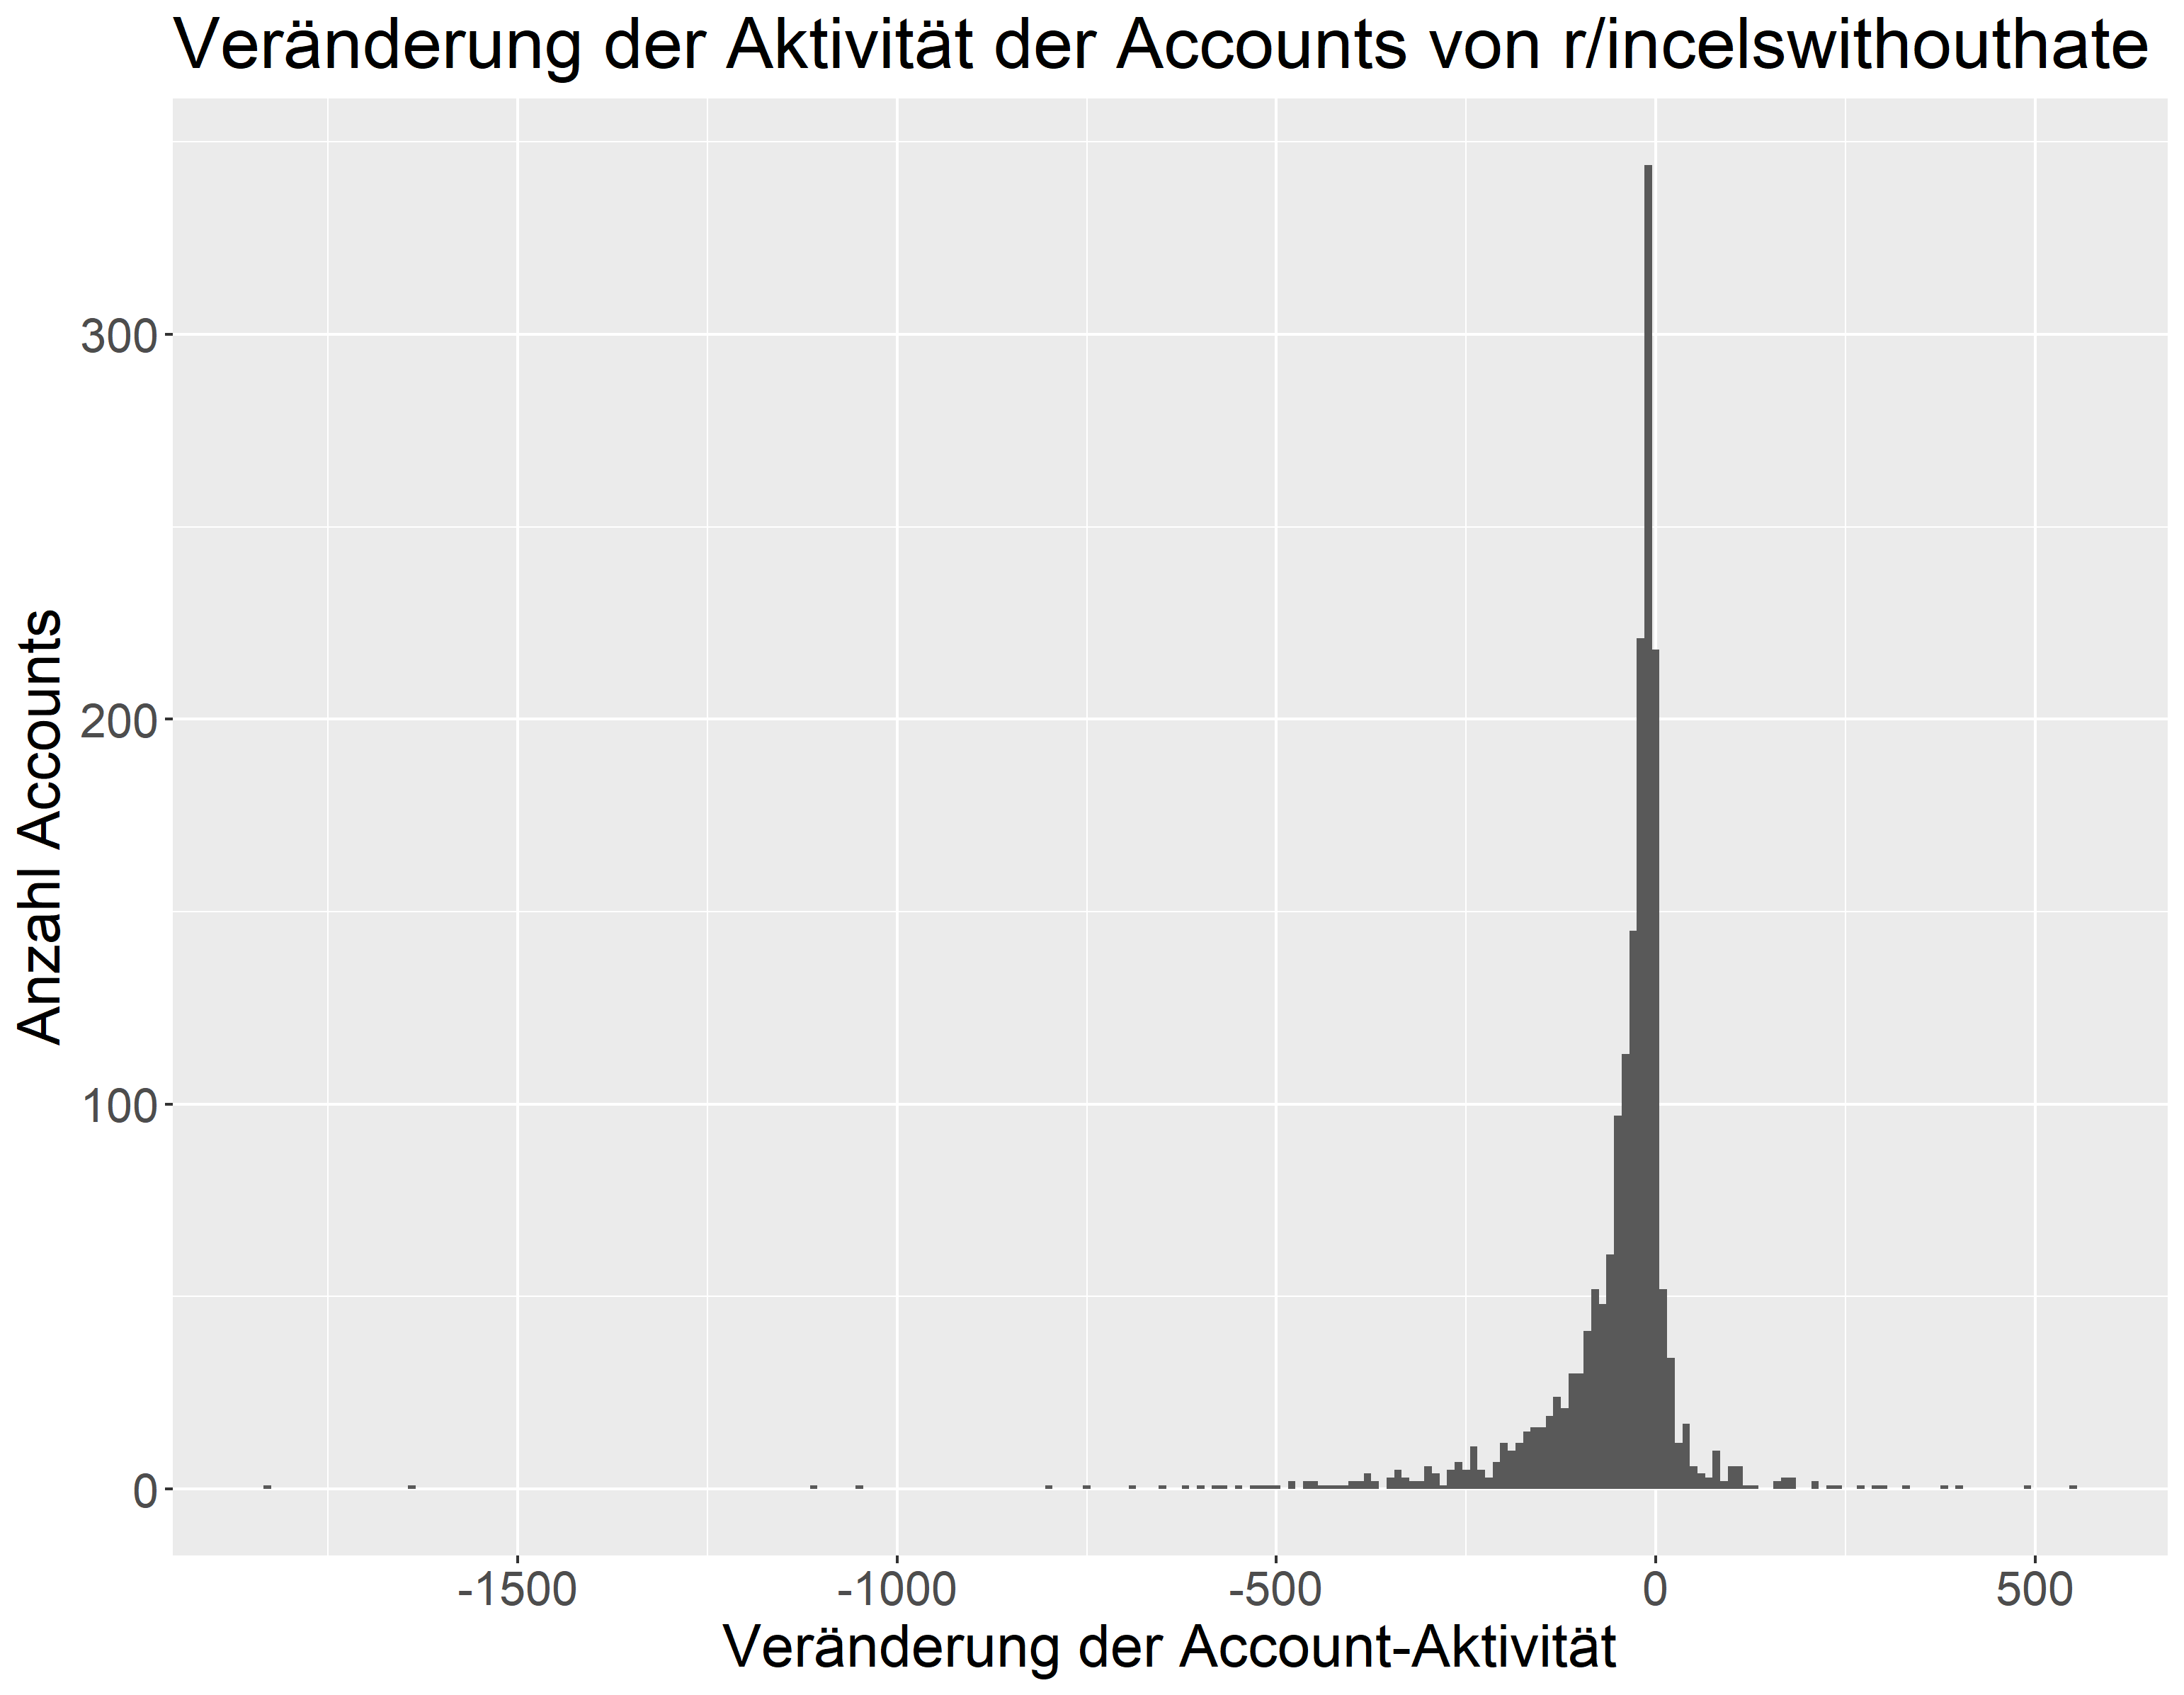 Veränderung der Aktivität der Accounts von r/incelswithouthate
Anzahl Accounts
300
200
100
0
-1500 -1000 -500 0 500
Veränderung der Account-Aktivität